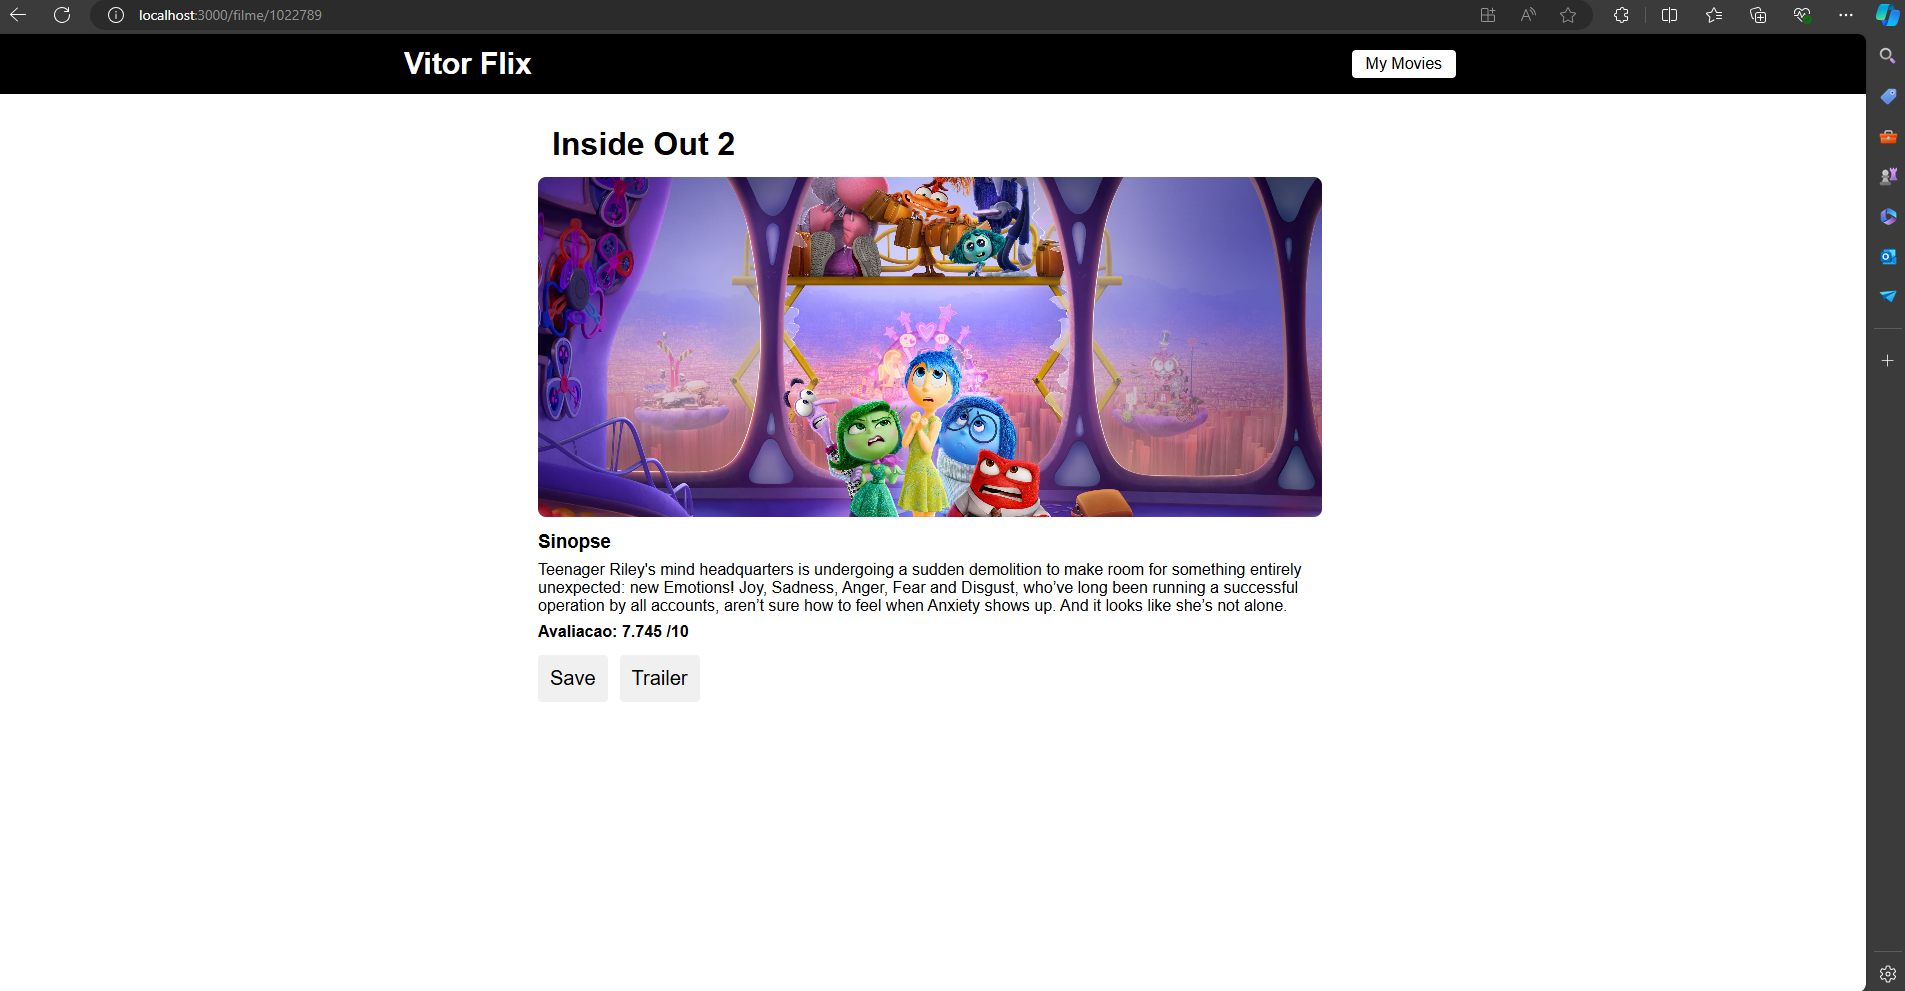 localhost:3000/filme/1022789
Vitor Flix
My Movies
Inside Out 2
Sinopse
Teenager Riley's mind headquarters is undergoing a sudden demolition to make room for something entirely
unexpected: new Emotions! Joy, Sadness, Anger, Fear and Disgust, who’ve long been running a successful
operation by all accounts, aren’t sure how to feel when Anxiety shows up. And it looks like she’s not alone.
Avaliacao: 7.745 /10
Save
Trailer